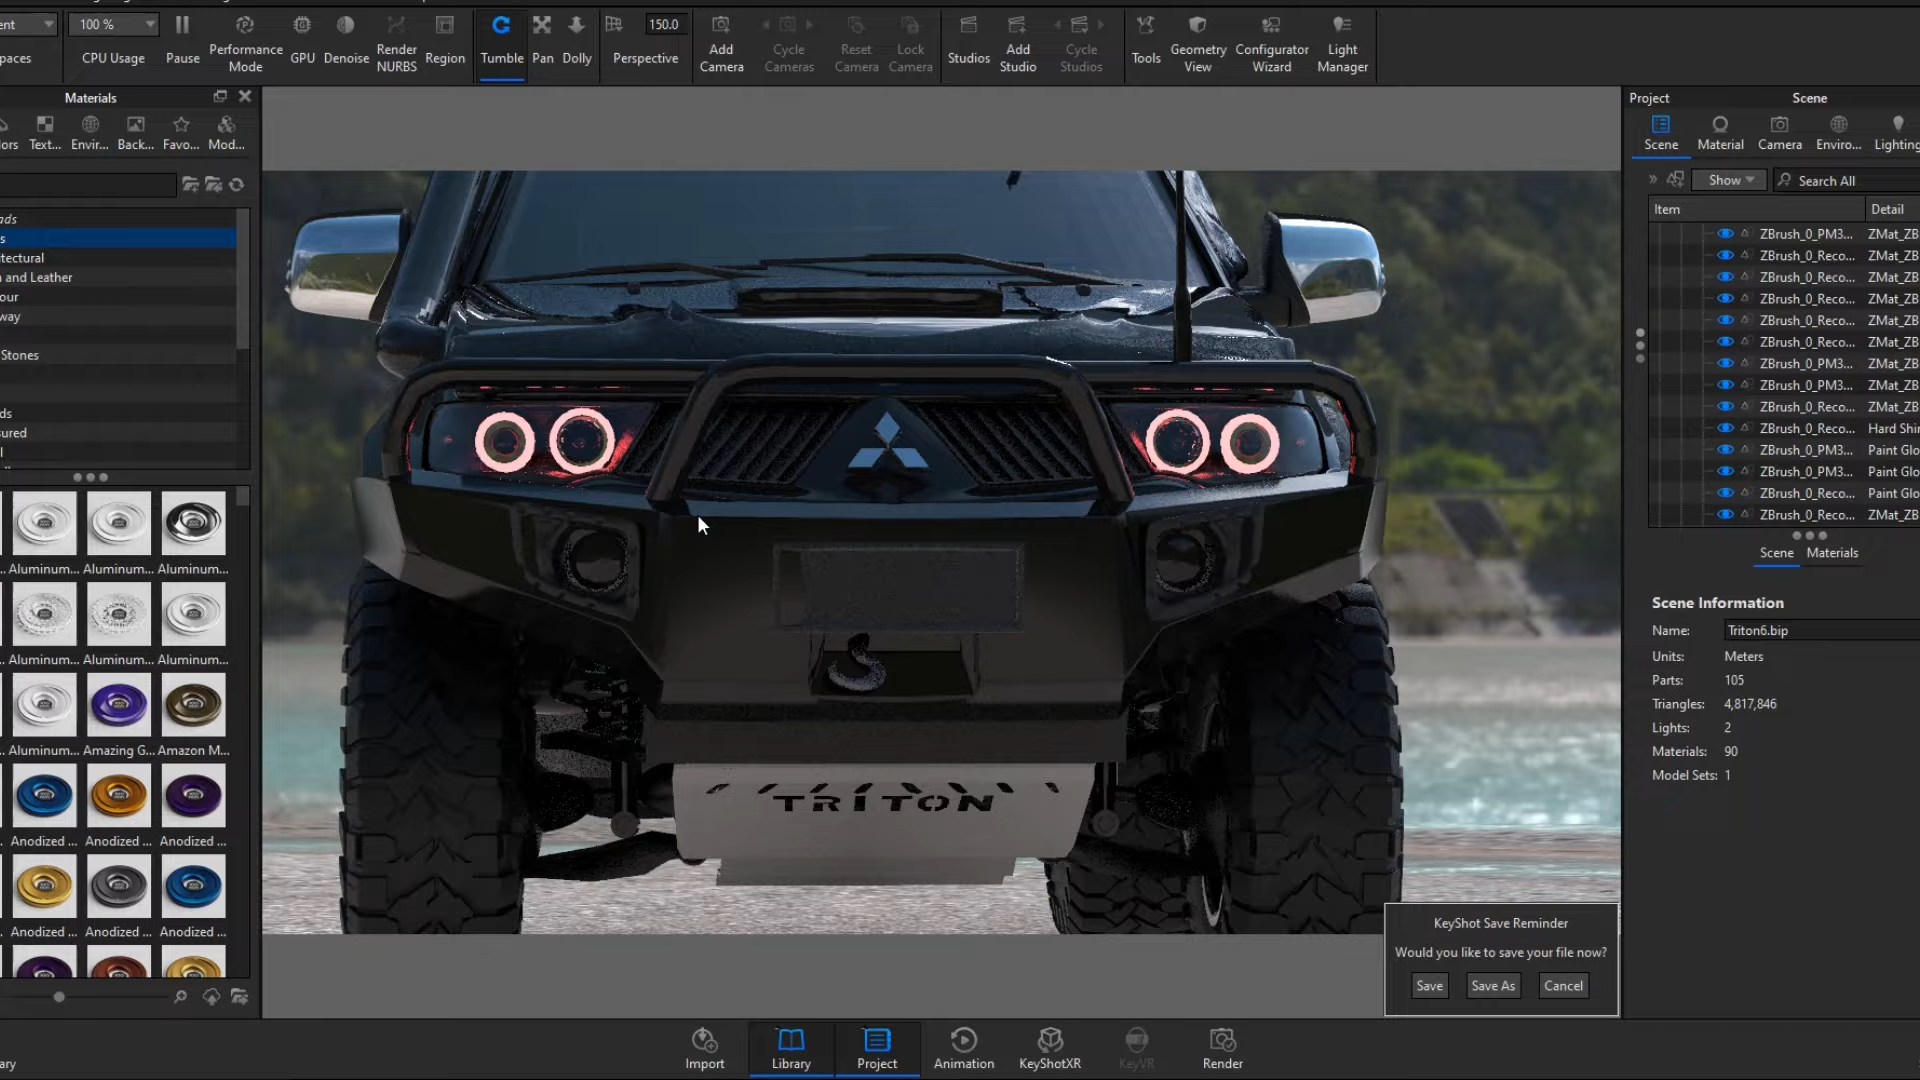 ent
100 %
150.0
paces
CPU Usage
Pause
Performance
Mode
GPU
Denoise
Render
NURBS
Region
Tumble
Pan
Dolly
Perspective
Add
Camera
Cycle
Cameras
Reset
Camera
Lock
Camera
Studios
Add
Studio
Cycle
Studios
Tools
Geometry
View
Configurator
Wizard
Light
Manager
Materials
ors
Text...
Envir...
Back...
Favo...
Mod...
ads
s
itectural
n and Leather
our
way
Stones
ds
sured
l
Aluminum...
Aluminum...
Aluminum...
Aluminum...
Aluminum...
Aluminum...
Aluminum...
Amazing G...
Amazon M...
Anodized ...
Anodized ...
Anodized ...
Anodized ...
Anodized ...
Anodized ...
TRITON
Project
Scene
Scene
Material
Camera
Enviro...
Lighting
Show
Search All
Item
Detail
ZBrush_0_PM3... ZMat_ZB
ZBrush_0_Reco... ZMat_ZB
ZBrush_0_Reco... ZMat_ZB
ZBrush_0_Reco... ZMat_ZB
ZBrush_0_Reco... ZMat_ZB
ZBrush_0_Reco... ZMat_ZB
ZBrush_0_PM3... ZMat_ZB
ZBrush_0_PM3... ZMat_ZB
ZBrush_0_Reco... ZMat_ZB
ZBrush_0_Reco... Hard Shi
ZBrush_0_PM3... Paint Glo
ZBrush_0_PM3... Paint Glo
ZBrush_0_Reco... Paint Glo
ZBrush_0_Reco... ZMat_ZB
Scene
Materials
Scene Information
Name: Triton6.bip
Units: Meters
Parts: 105
Triangles: 4,817,846
Lights: 2
Materials: 90
Model Sets: 1
KeyShot Save Reminder
Would you like to save your file now?
Save
Save As
Cancel
ary
Import
Library
Project
Animation
KeyShotXR
KeyVR
Render